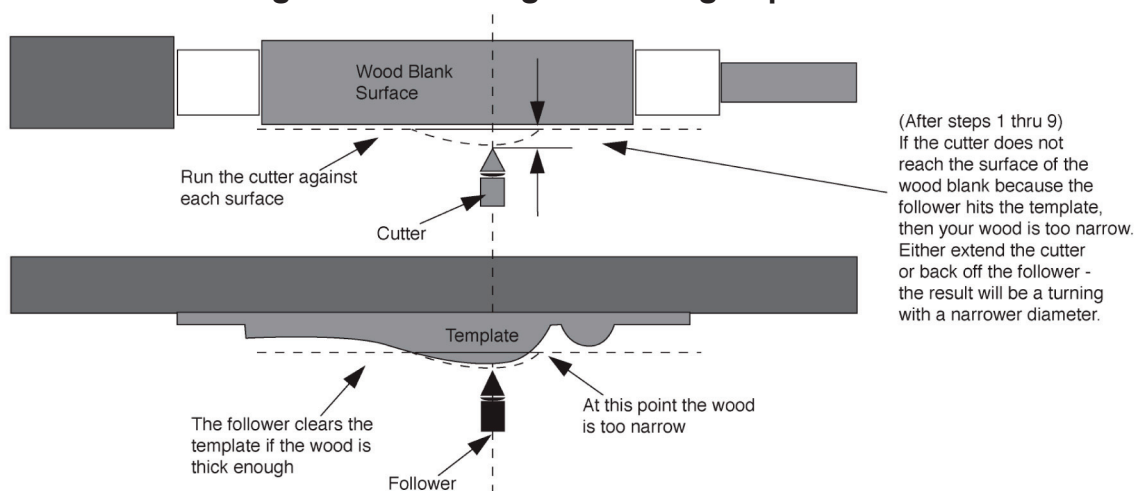 Wood Blank
Surface
Run the cutter against
each surface
Cutter
(After steps 1 thru 9)
If the cutter does not
reach the surface of the
wood blank because the
follower hits the template,
then your wood is too narrow.
Either extend the cutter
or back off the follower -
the result will be a turning
with a narrower diameter.
Template
The follower clears the
template if the wood is
thick enough
At this point the wood
is too narrow
Follower